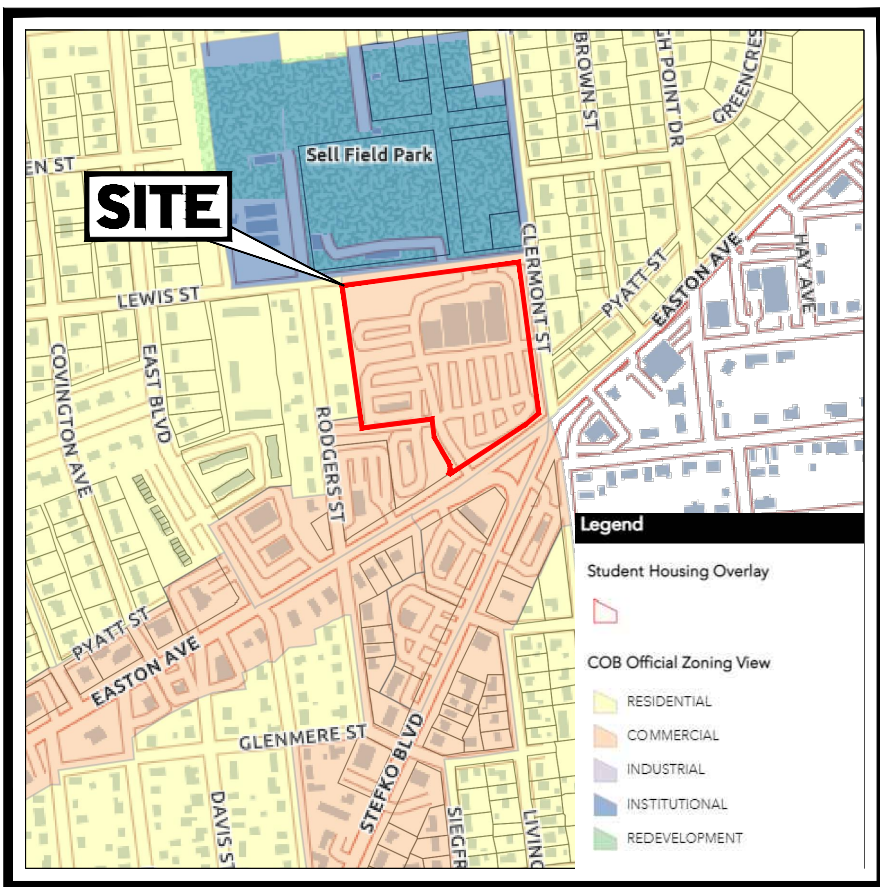 BROWN ST
GH POINT DR
GREENCRES
EN ST
Sell Field Park
SITE
CLERMONT ST
PYATT ST
EASTON AVE
HAY AVE
LEWIS ST
COVINGTON AVE
EAST BLVD
RODGERS ST
PYATT ST
EASTON AVE
GLENMERE ST
STEFKO BLVD
DAVIS ST
SIEGFR
LIVING
Legend
Student Housing Overlay
COB Official Zoning View
RESIDENTIAL
COMMERCIAL
INDUSTRIAL
INSTITUTIONAL
REDEVELOPMENT